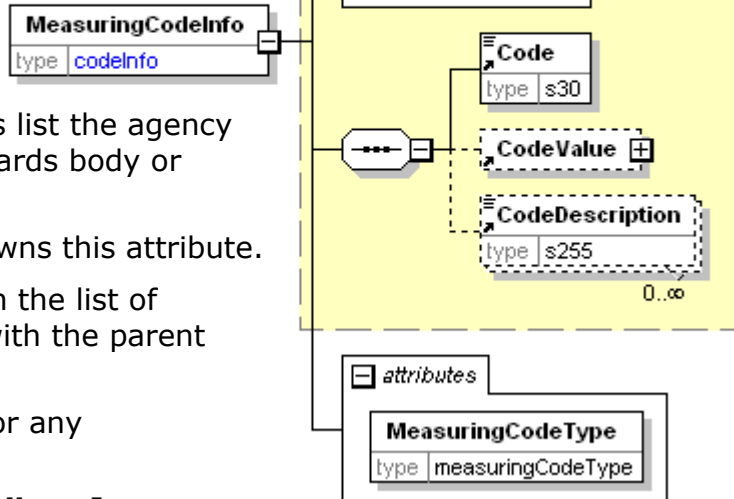 MeasuringCodeInfo
type codeInfo
s list the agency
ards body or
wns this attribute.
n the list of
vith the parent
or any
Code
type s30
CodeValue
CodeDescription
type s255
0..∞
attributes
MeasuringCodeType
type measuringCodeType